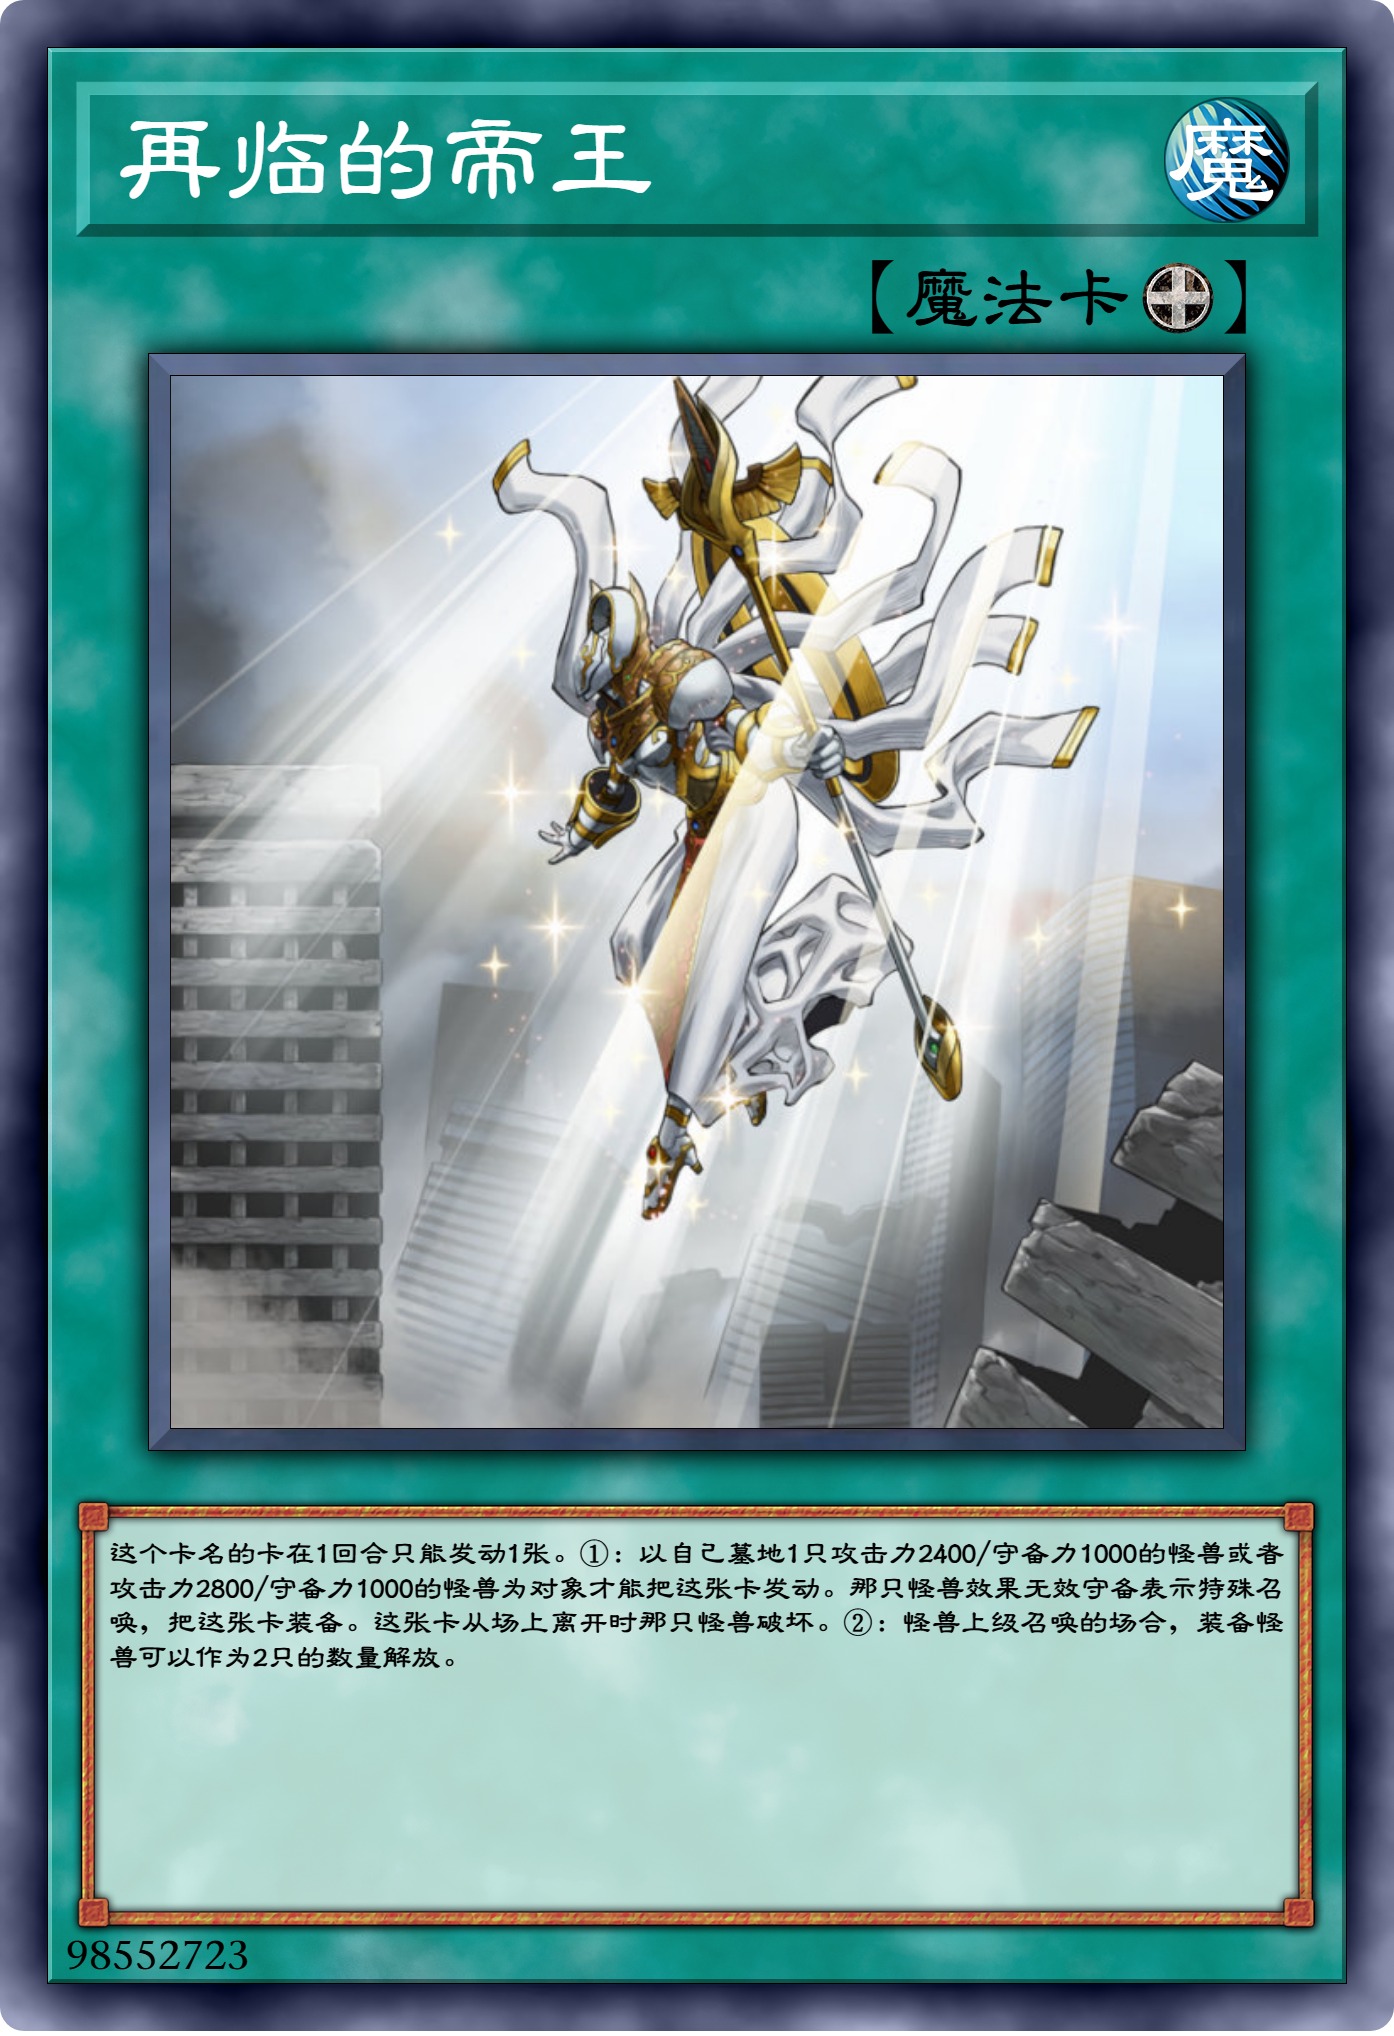 再临的帝王
魔
【魔法卡】
这个卡名的卡在1回合只能发动1张。①：以自己墓地1只攻击力2400/守备力1000的怪兽或者
攻击力2800/守备力1000的怪兽为对象才能把这张卡发动。那只怪兽效果无效守备表示特殊召
唤，把这张卡装备。这张卡从场上离开时那只怪兽破坏。②：怪兽上级召唤的场合，装备怪
兽可以作为2只的数量解放。
98552723